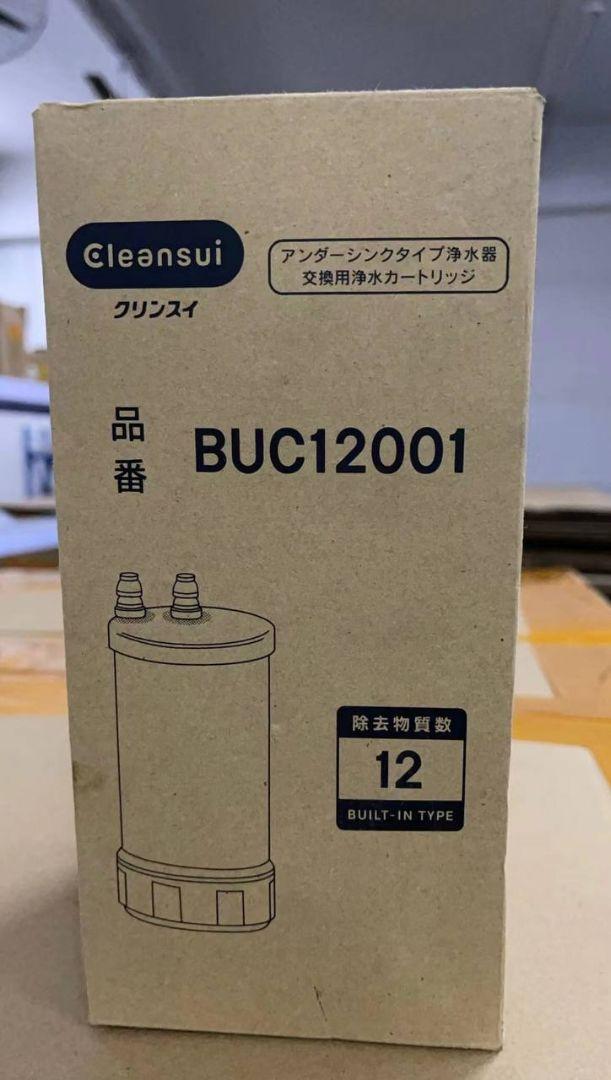 Cleansui
クリンスイ
アンダーシンクタイプ浄水器
交換用浄水カートリッジ
品番
BUC12001
除去物質数
12
BUILT-IN TYPE